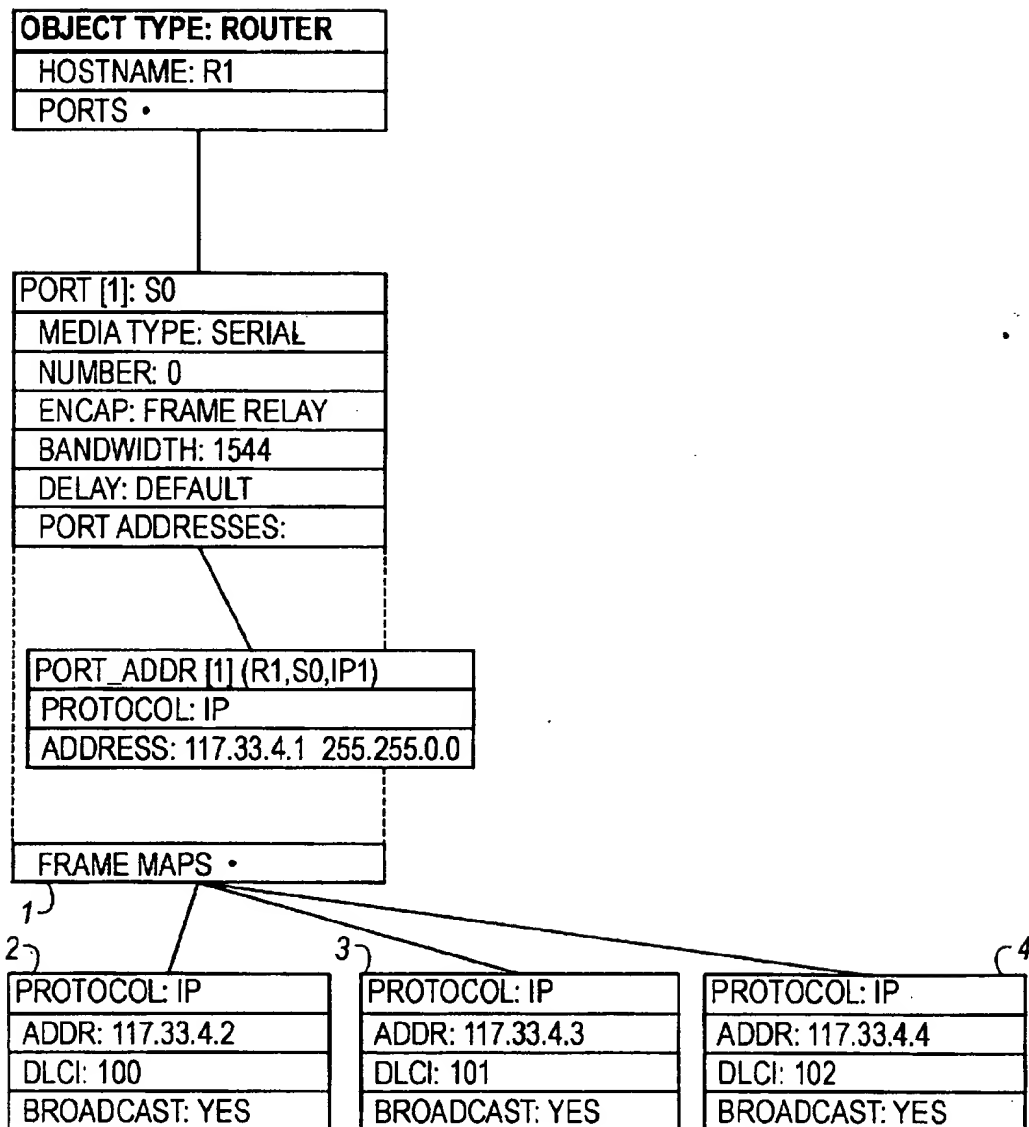 OBJECT TYPE: ROUTER
HOSTNAME: R1
PORTS •
PORT [1]: S0
MEDIA TYPE: SERIAL
NUMBER: 0
ENCAP: FRAME RELAY
BANDWIDTH: 1544
DELAY: DEFAULT
PORT ADDRESSES:
PORT_ADDR [1] (R1,S0,IP1)
PROTOCOL: IP
ADDRESS: 117.33.4.1 255.255.0.0
FRAME MAPS •
1
2
PROTOCOL: IP
ADDR: 117.33.4.2
DLCI: 100
BROADCAST: YES
3
PROTOCOL: IP
ADDR: 117.33.4.3
DLCI: 101
BROADCAST: YES
4
PROTOCOL: IP
ADDR: 117.33.4.4
DLCI: 102
BROADCAST: YES